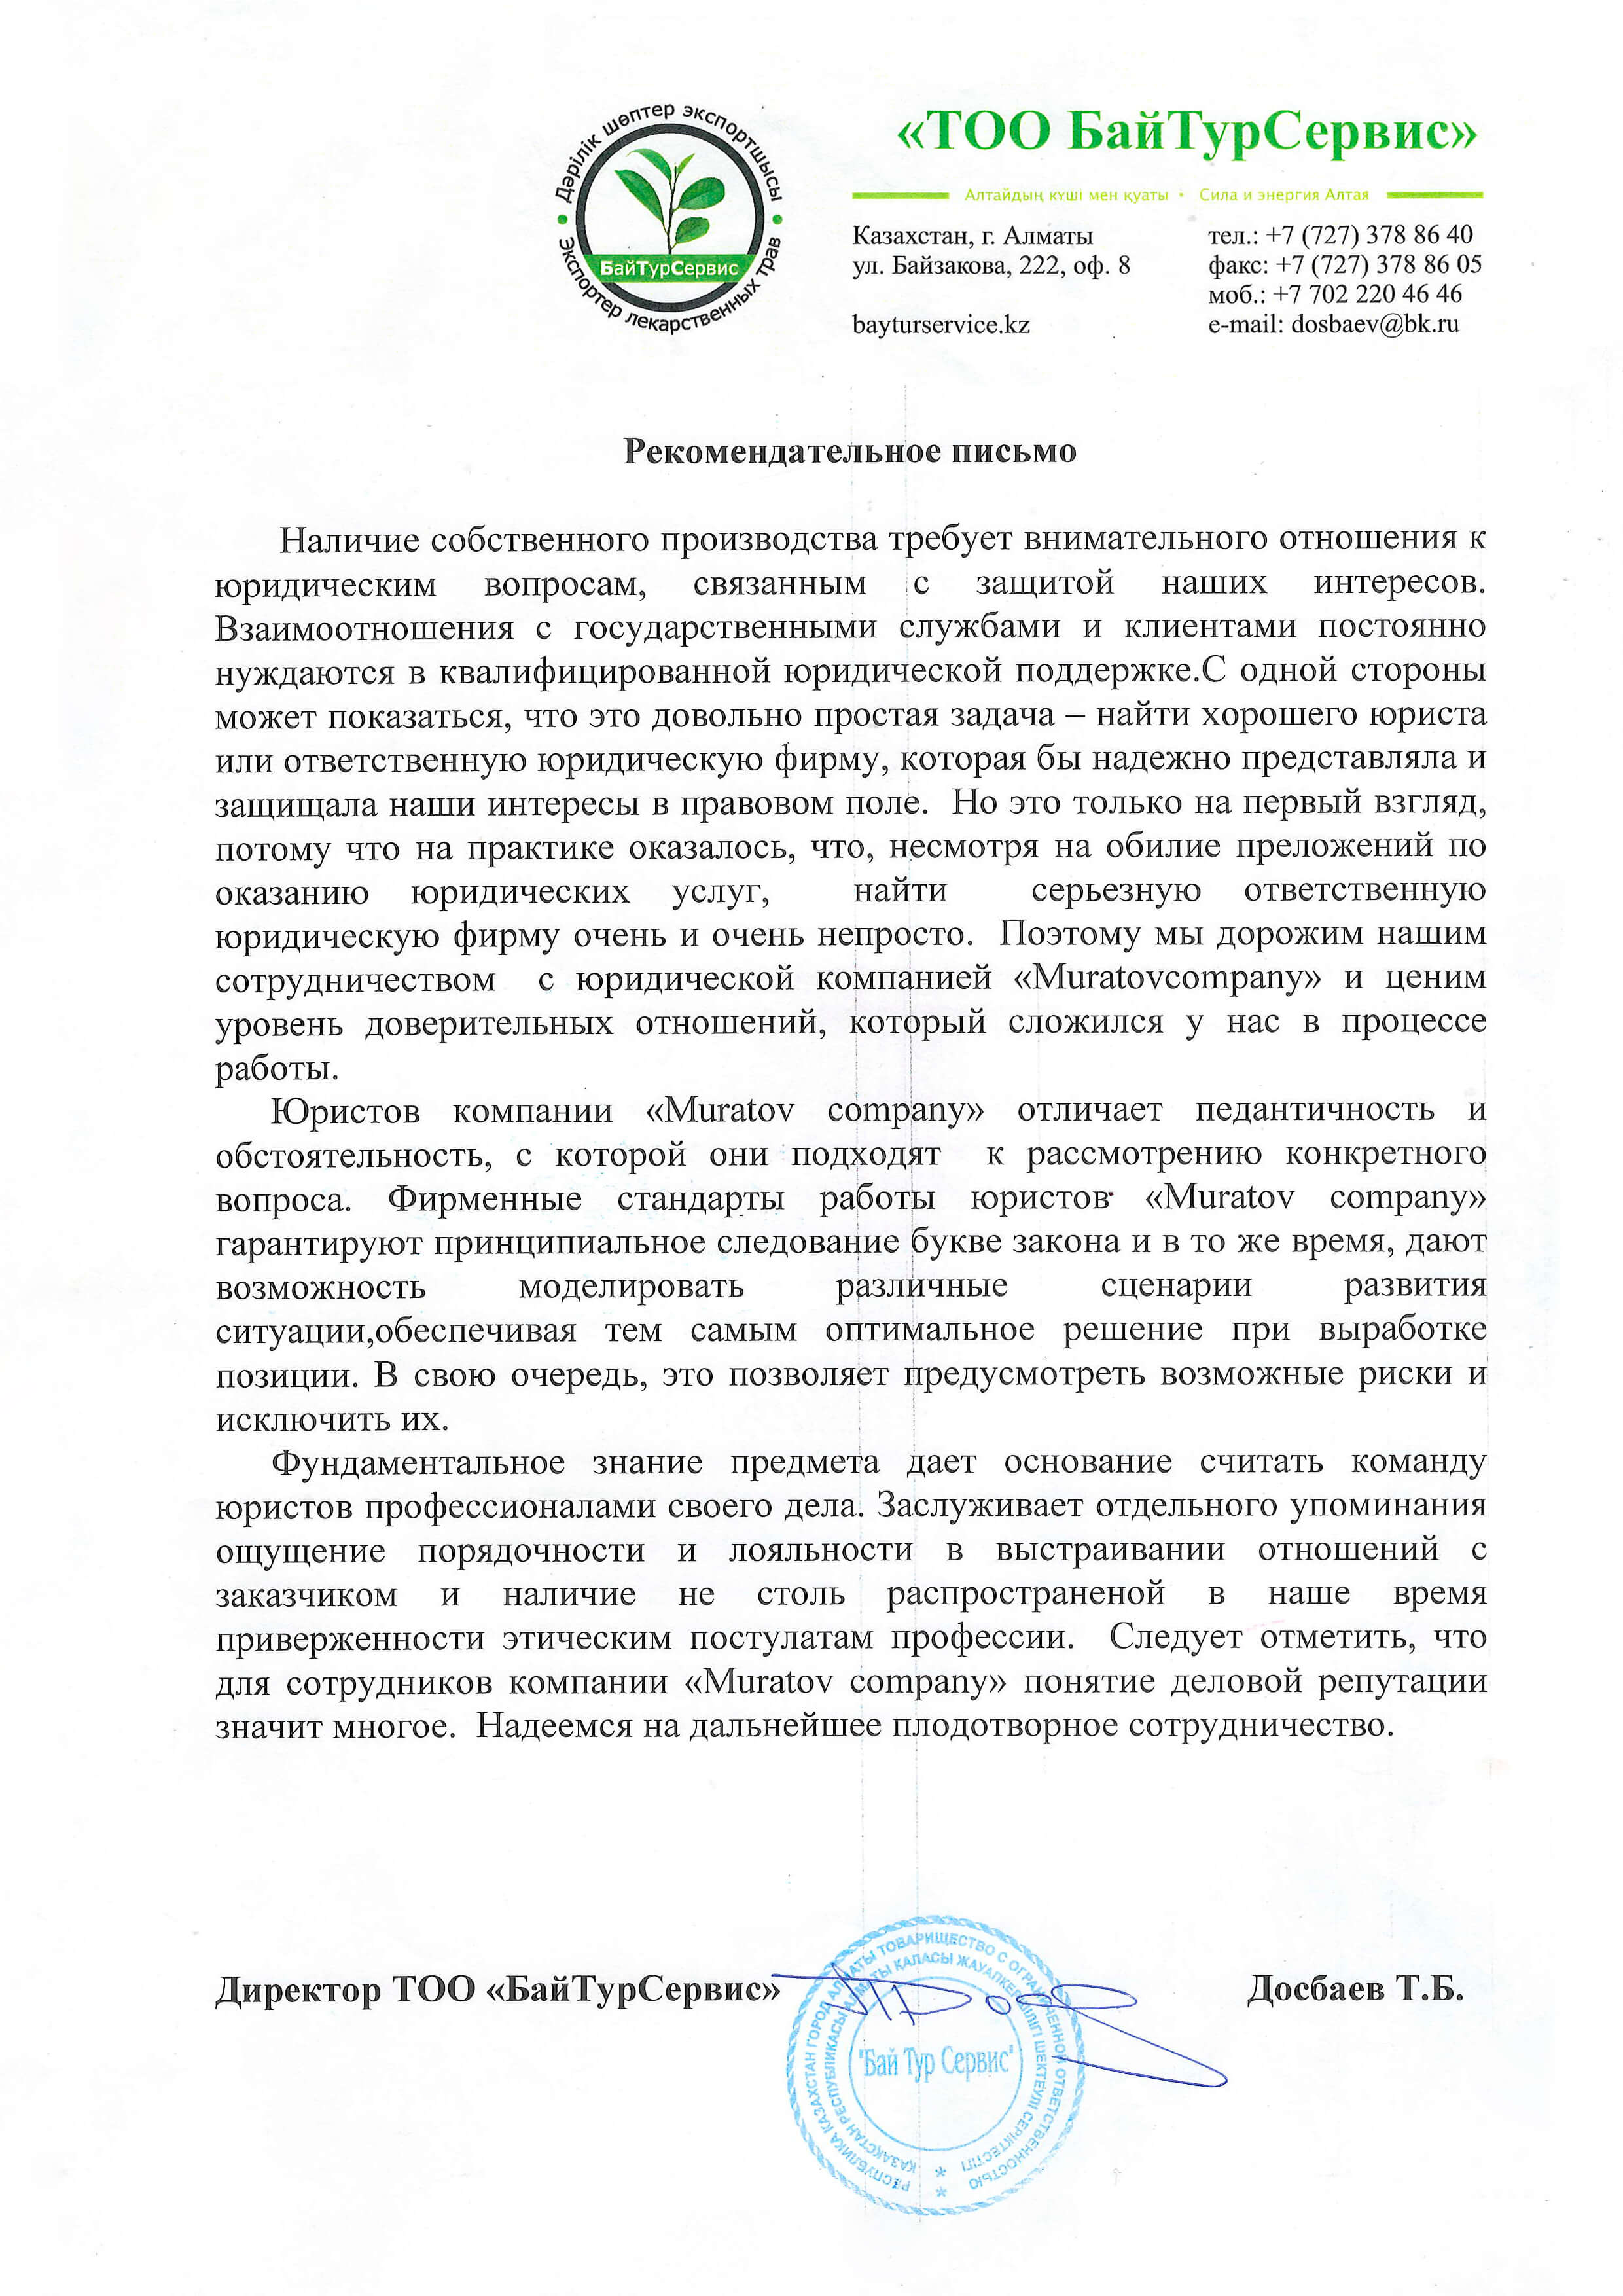 Дәрілік шөптер экспортшысы
БайТурСервис
Экспортер лекарственных трав
«ТОО БайТурСервис»
Алтайдың күші мен қуаты • Сила и энергия Алтая
Казахстан, г. Алматы
ул. Байзакова, 222, оф. 8
bayturservice.kz
тел.: +7 (727) 378 86 40
факс: +7 (727) 378 86 05
моб.: +7 702 220 46 46
e-mail: dosbaev@bk.ru
Рекомендательное письмо
Наличие собственного производства требует внимательного отношения к
юридическим вопросам, связанным с защитой наших интересов.
Взаимоотношения с государственными службами и клиентами постоянно
нуждаются в квалифицированной юридической поддержке.С одной стороны
может показаться, что это довольно простая задача – найти хорошего юриста
или ответственную юридическую фирму, которая бы надежно представляла и
защищала наши интересы в правовом поле. Но это только на первый взгляд,
потому что на практике оказалось, что, несмотря на обилие преложений по
оказанию юридических услуг, найти серьезную ответственную
юридическую фирму очень и очень непросто. Поэтому мы дорожим нашим
сотрудничеством с юридической компанией «Muratovcompany» и ценим
уровень доверительных отношений, который сложился у нас в процессе
работы.
Юристов компании «Muratov company» отличает педантичность и
обстоятельность, с которой они подходят к рассмотрению конкретного
вопроса. Фирменные стандарты работы юристов «Muratov company»
гарантируют принципиальное следование букве закона и в то же время, дают
возможность моделировать различные сценарии развития
ситуации,обеспечивая тем самым оптимальное решение при выработке
позиции. В свою очередь, это позволяет предусмотреть возможные риски и
исключить их.
Фундаментальное знание предмета дает основание считать команду
юристов профессионалами своего дела. Заслуживает отдельного упоминания
ощущение порядочности и лояльности в выстраивании отношений с
заказчиком и наличие не столь распространеной в наше время
приверженности этическим постулатам профессии. Следует отметить, что
для сотрудников компании «Muratov company» понятие деловой репутации
значит многое. Надеемся на дальнейшее плодотворное сотрудничество.
Директор ТОО «БайТурСервис» Досбаев Т.Б.
РЕСПУБЛИКА КАЗАХСТАН ГОРОД АЛМАТЫ ТОВАРИЩЕСТВО С ОГРАНИЧЕННОЙ ОТВЕТСТВЕННОСТЬЮ
ҚАЗАҚСТАН РЕСПУБЛИКАСЫ АЛМАТЫ ҚАЛАСЫ ЖАУАПКЕРШІЛІГІ ШЕКТЕУЛІ СЕРІКТЕСТІГІ
"Бай Тур Сервис"